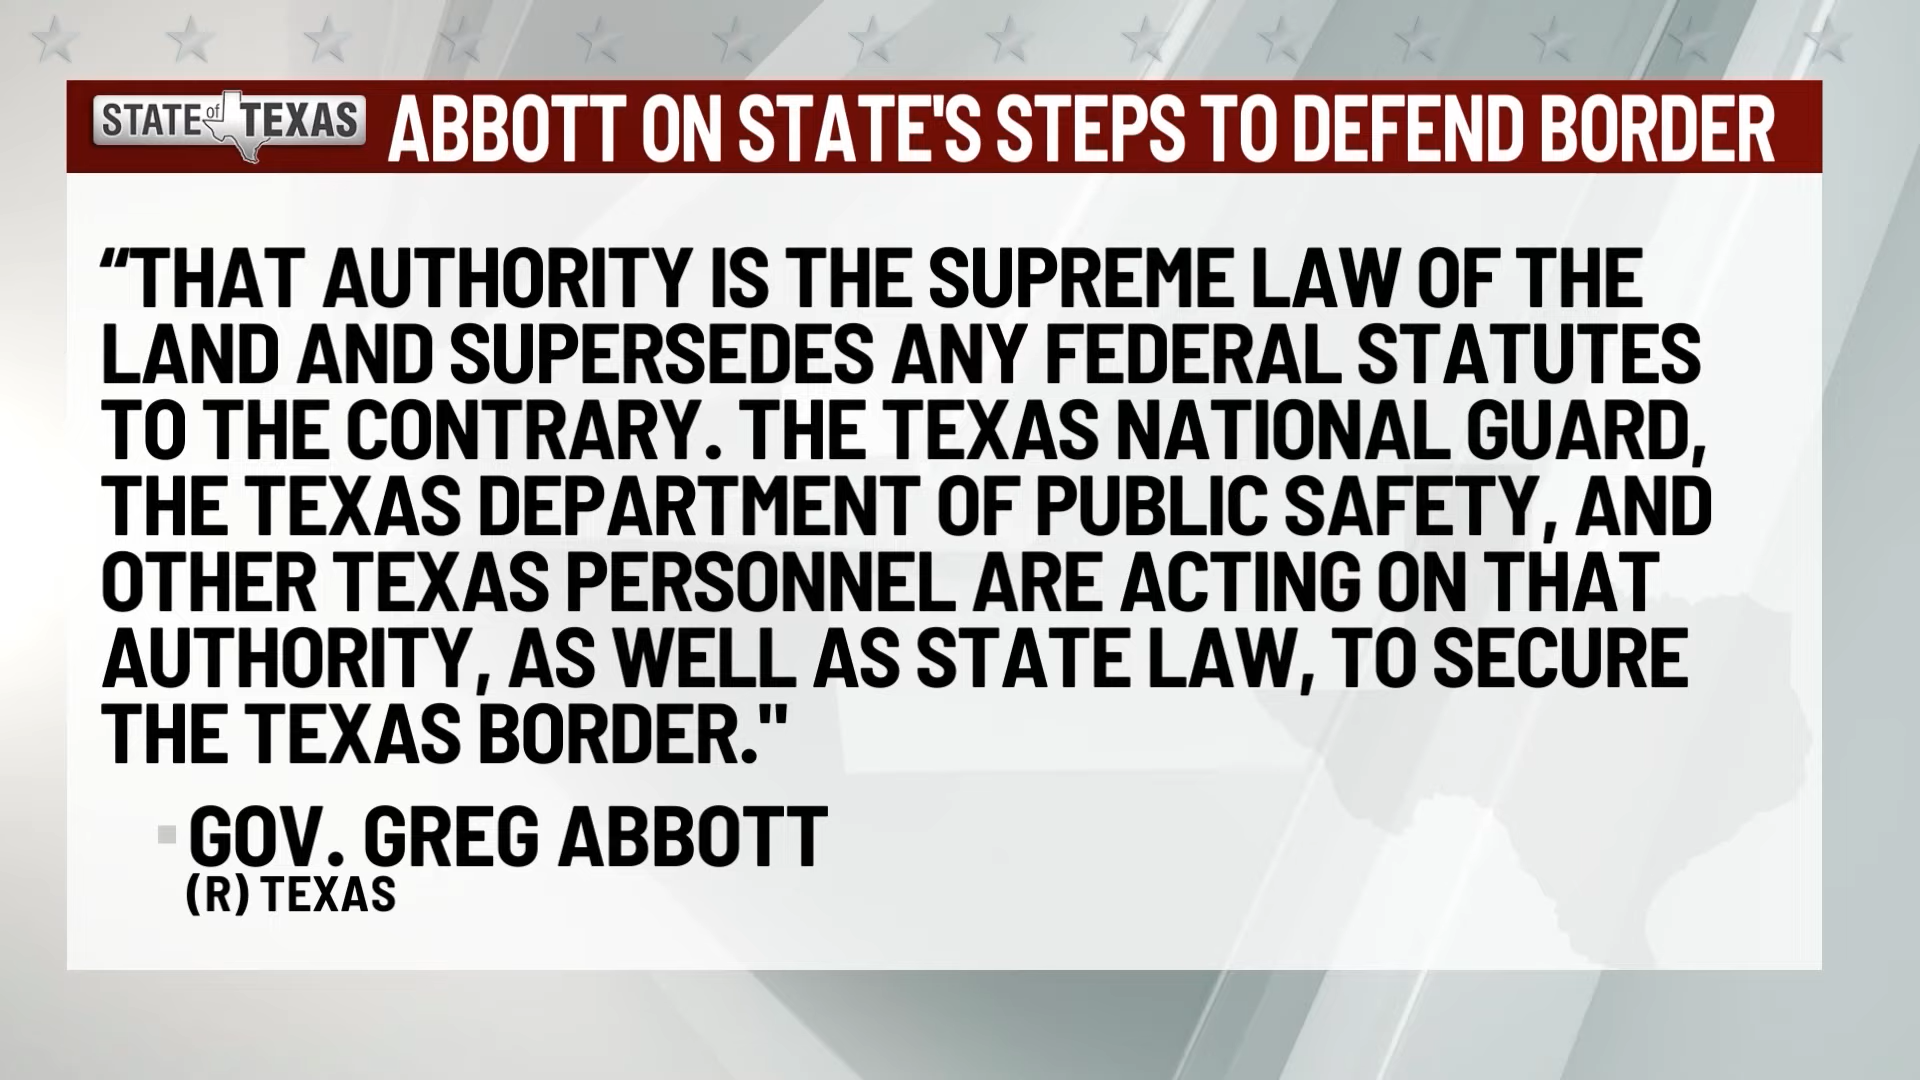 STATE of TEXAS ABBOTT ON STATE'S STEPS TO DEFEND BORDER
“THAT AUTHORITY IS THE SUPREME LAW OF THE
LAND AND SUPERSEDES ANY FEDERAL STATUTES
TO THE CONTRARY. THE TEXAS NATIONAL GUARD,
THE TEXAS DEPARTMENT OF PUBLIC SAFETY, AND
OTHER TEXAS PERSONNEL ARE ACTING ON THAT
AUTHORITY, AS WELL AS STATE LAW, TO SECURE
THE TEXAS BORDER."
GOV. GREG ABBOTT
(R) TEXAS